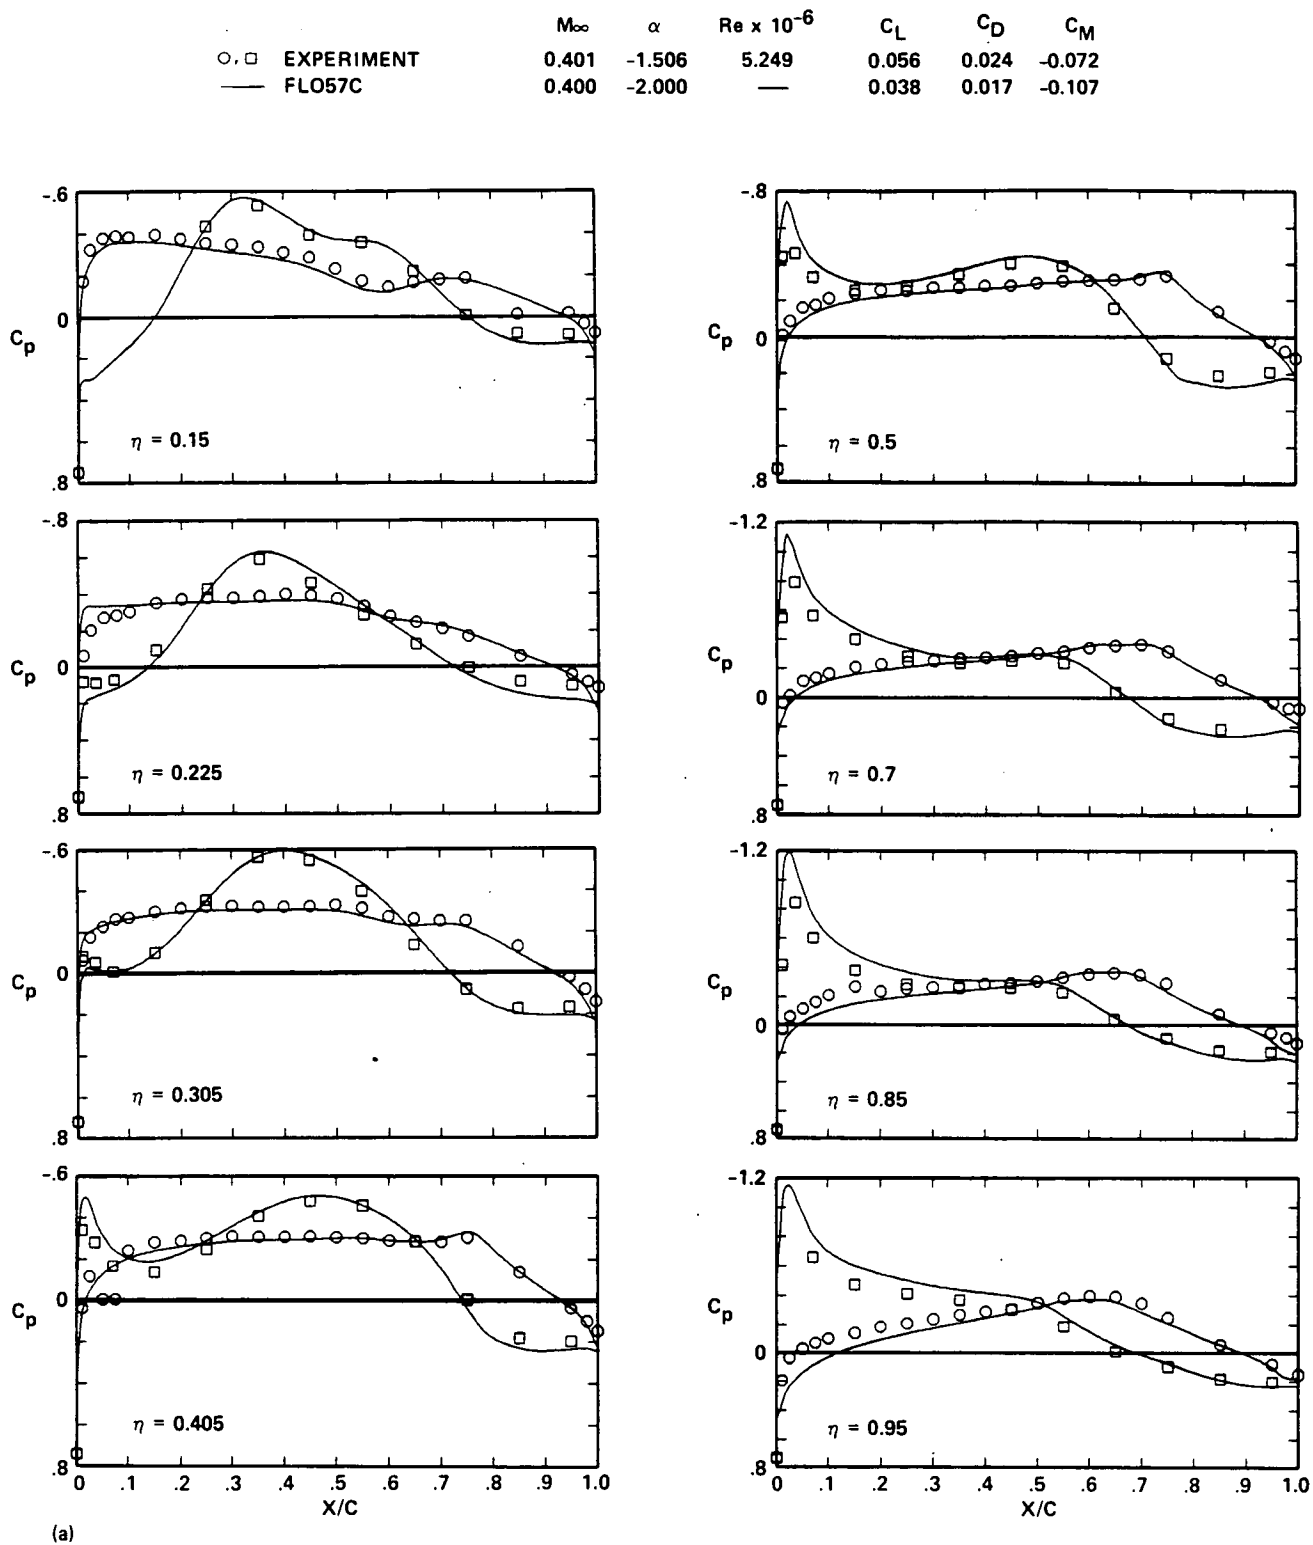 M∞ α Re x 10⁻⁶ C_L C_D C_M
○, □ EXPERIMENT 0.401 -1.506 5.249 0.056 0.024 -0.072
— FLO57C 0.400 -2.000 — 0.038 0.017 -0.107
-.6
0
C_p
.8
η = 0.15
-.8
0
C_p
.8
η = 0.5
-.8
0
C_p
.8
η = 0.225
-1.2
0
C_p
.8
η = 0.7
-.6
0
C_p
.8
η = 0.305
-1.2
0
C_p
.8
η = 0.85
-.6
0
C_p
.8
η = 0.405
0 .1 .2 .3 .4 .5 .6 .7 .8 .9 1.0
X/C
-1.2
0
C_p
.8
η = 0.95
0 .1 .2 .3 .4 .5 .6 .7 .8 .9 1.0
X/C
(a)